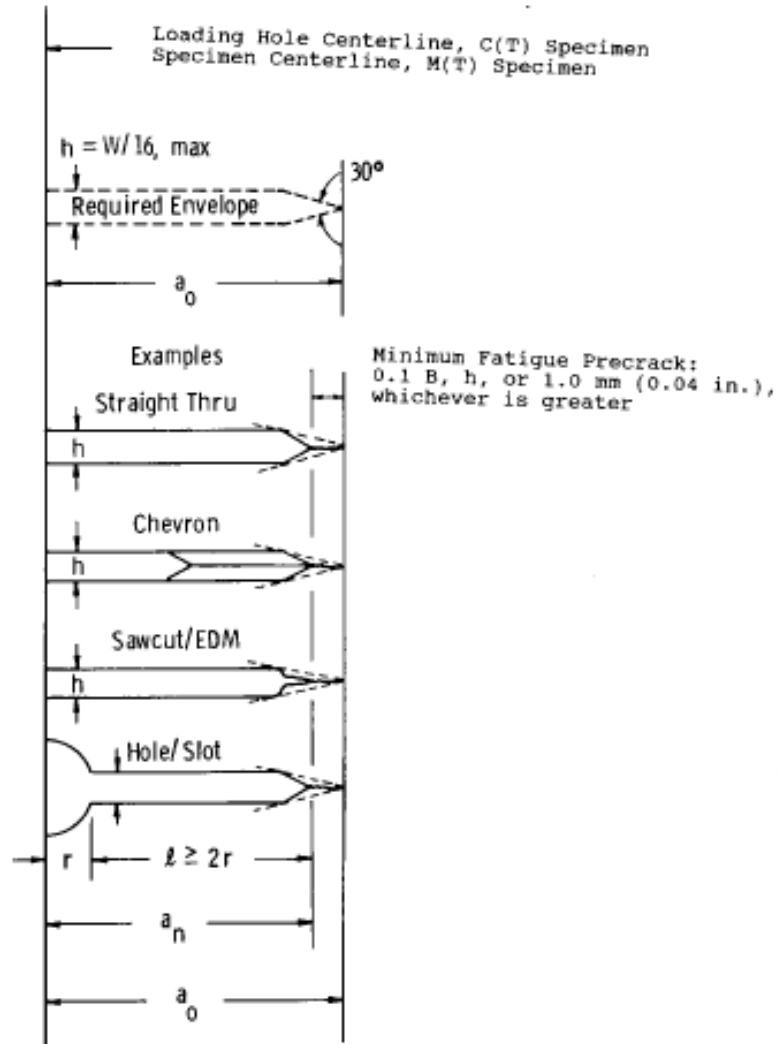 Loading Hole Centerline, C(T) Specimen
Specimen Centerline, M(T) Specimen
h = W/16, max
30°
Required Envelope
a₀
Examples
Minimum Fatigue Precrack:
0.1 B, h, or 1.0 mm (0.04 in.),
whichever is greater
Straight Thru
h
Chevron
h
Sawcut/EDM
h
Hole/Slot
r
ℓ ≥ 2r
aₙ
a₀